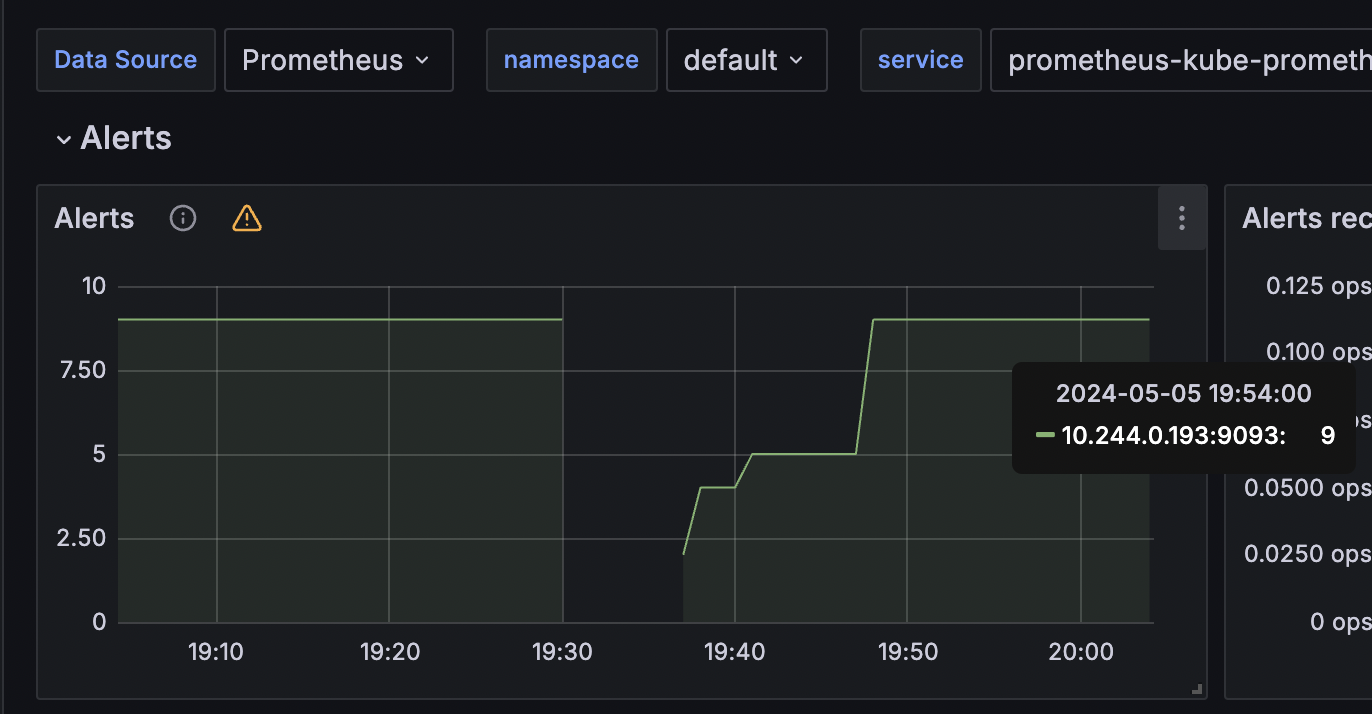 Data Source Prometheus namespace default service prometheus-kube-prometh
Alerts
Alerts
10
7.50
5
2.50
0
19:10 19:20 19:30 19:40 19:50 20:00
2024-05-05 19:54:00
10.244.0.193:9093: 9
Alerts rec
0.125 ops
0.100 ops
0.0500 ops
0.0250 ops
0 ops